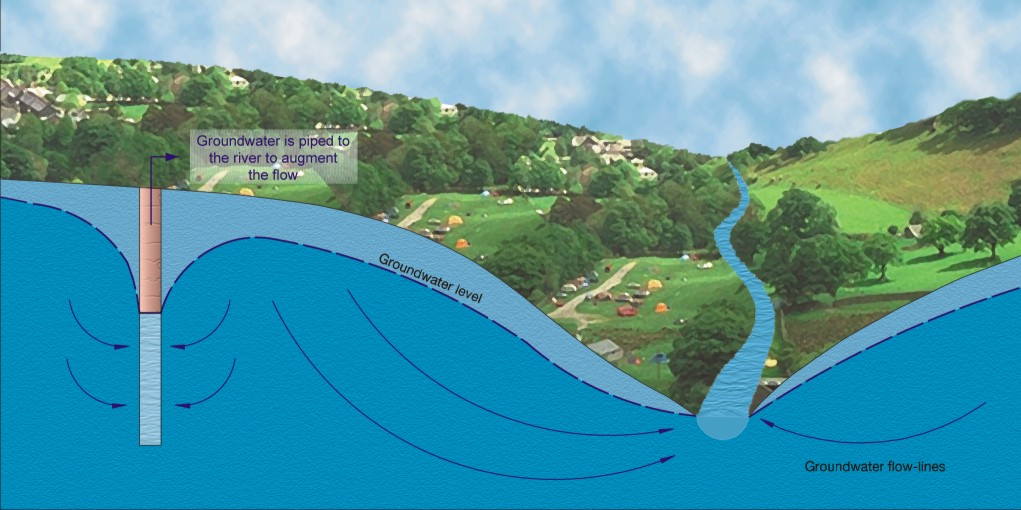 Groundwater is piped to
the river to augment
the flow
Groundwater level
Groundwater flow-lines